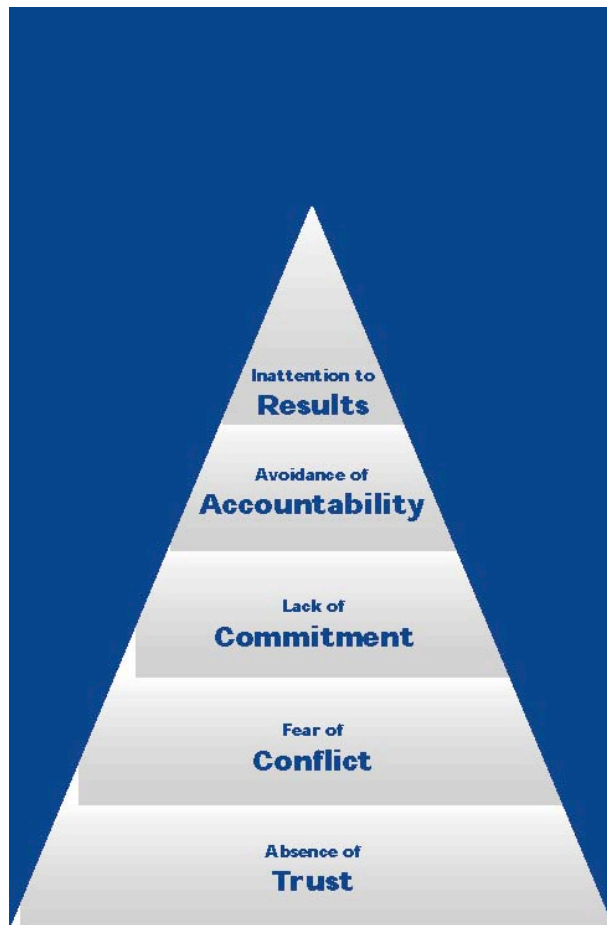 Inattention to
Results
Avoidance of
Accountability
Lack of
Commitment
Fear of
Conflict
Absence of
Trust